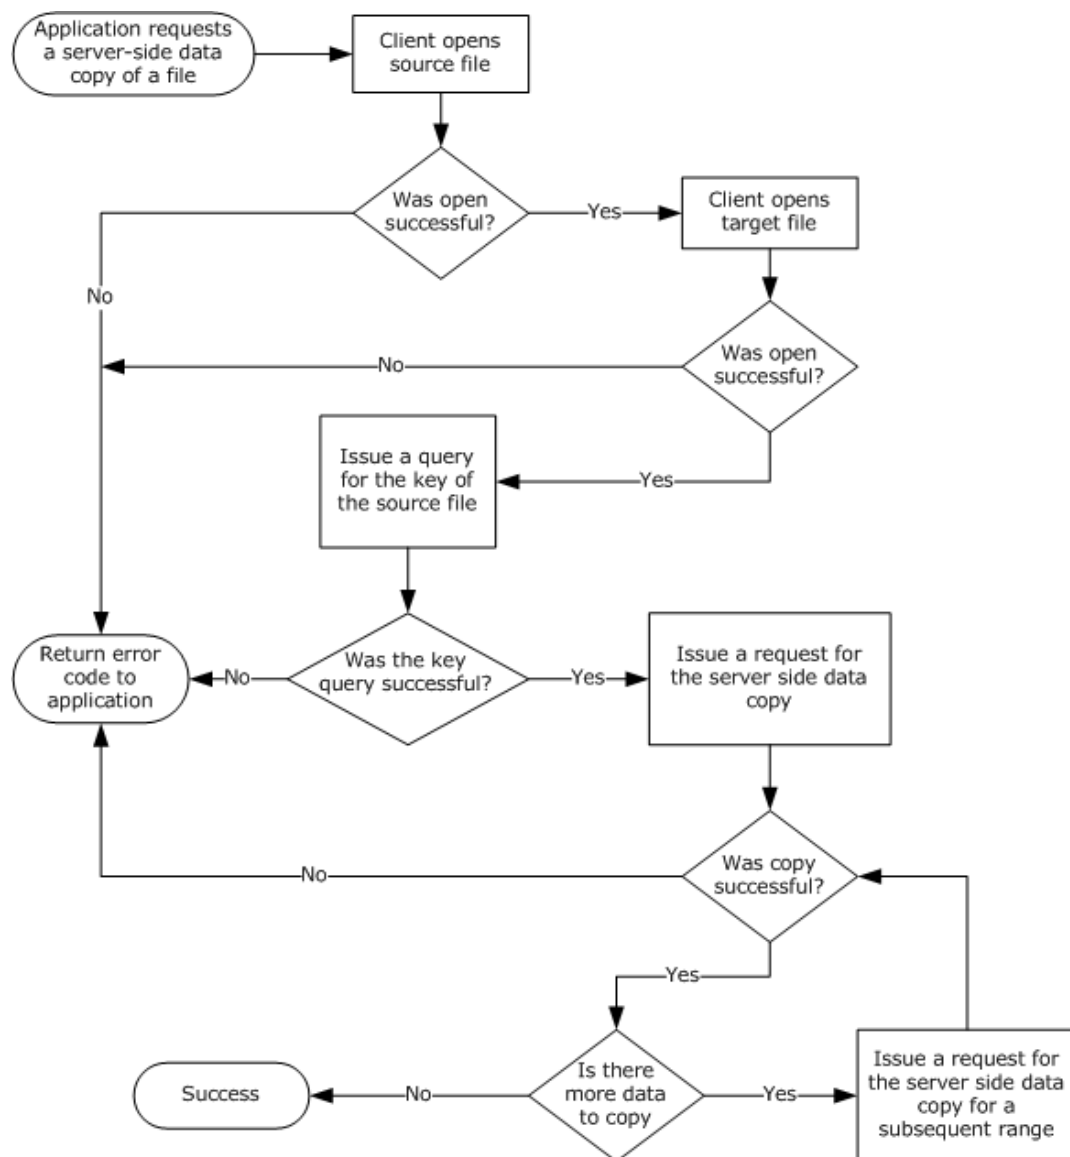 Application requests
a server-side data
copy of a file
Client opens
source file
Was open
successful?
Yes
Client opens
target file
No
Was open
successful?
No
Issue a query
for the key of
the source file
Yes
Return error
code to
application
No
Was the key
query successful?
Yes
Issue a request for
the server side data
copy
Was copy
successful?
No
Yes
Success
No
Is there
more data
to copy
Yes
Issue a request for
the server side data
copy for a
subsequent range